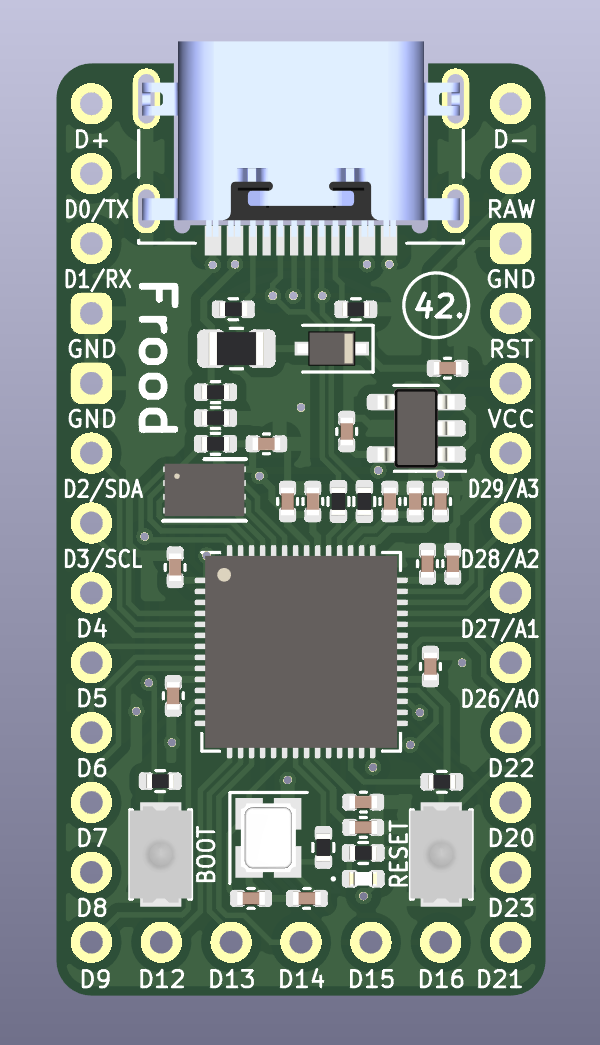 D+
D-
D0/TX
RAW
D1/RX
GND
Frood
42.
GND
RST
GND
VCC
D2/SDA
D29/A3
D3/SCL
D28/A2
D4
D27/A1
D5
D26/A0
D6
D22
D7
D20
BOOT
RESET
D8
D23
D9
D12
D13
D14
D15
D16
D21